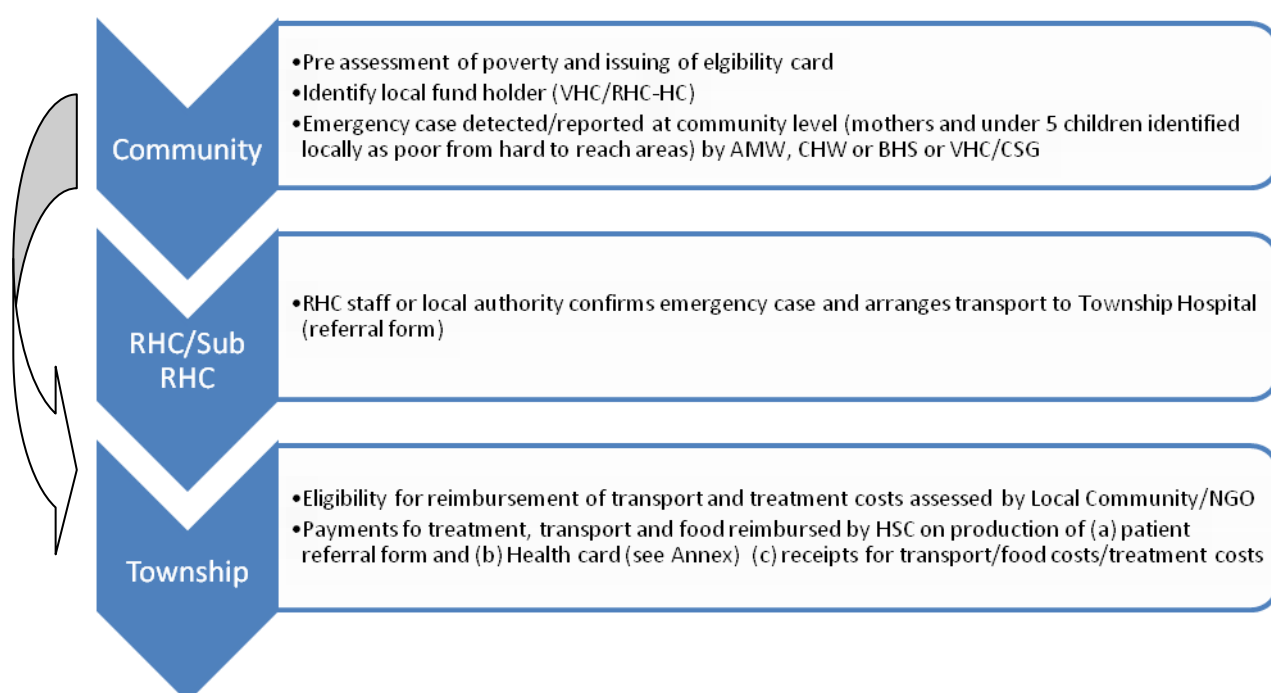 Community
•Pre assessment of poverty and issuing of elgibility card
•Identify local fund holder (VHC/RHC-HC)
•Emergency case detected/reported at community level (mothers and under 5 children identified
locally as poor from hard to reach areas) by AMW, CHW or BHS or VHC/CSG
RHC/Sub
RHC
•RHC staff or local authority confirms emergency case and arranges transport to Township Hospital
(referral form)
Township
•Eligibility for reimbursement of transport and treatment costs assessed by Local Community/NGO
•Payments fo treatment, transport and food reimbursed by HSC on production of (a) patient
referral form and (b) Health card (see Annex) (c) receipts for transport/food costs/treatment costs